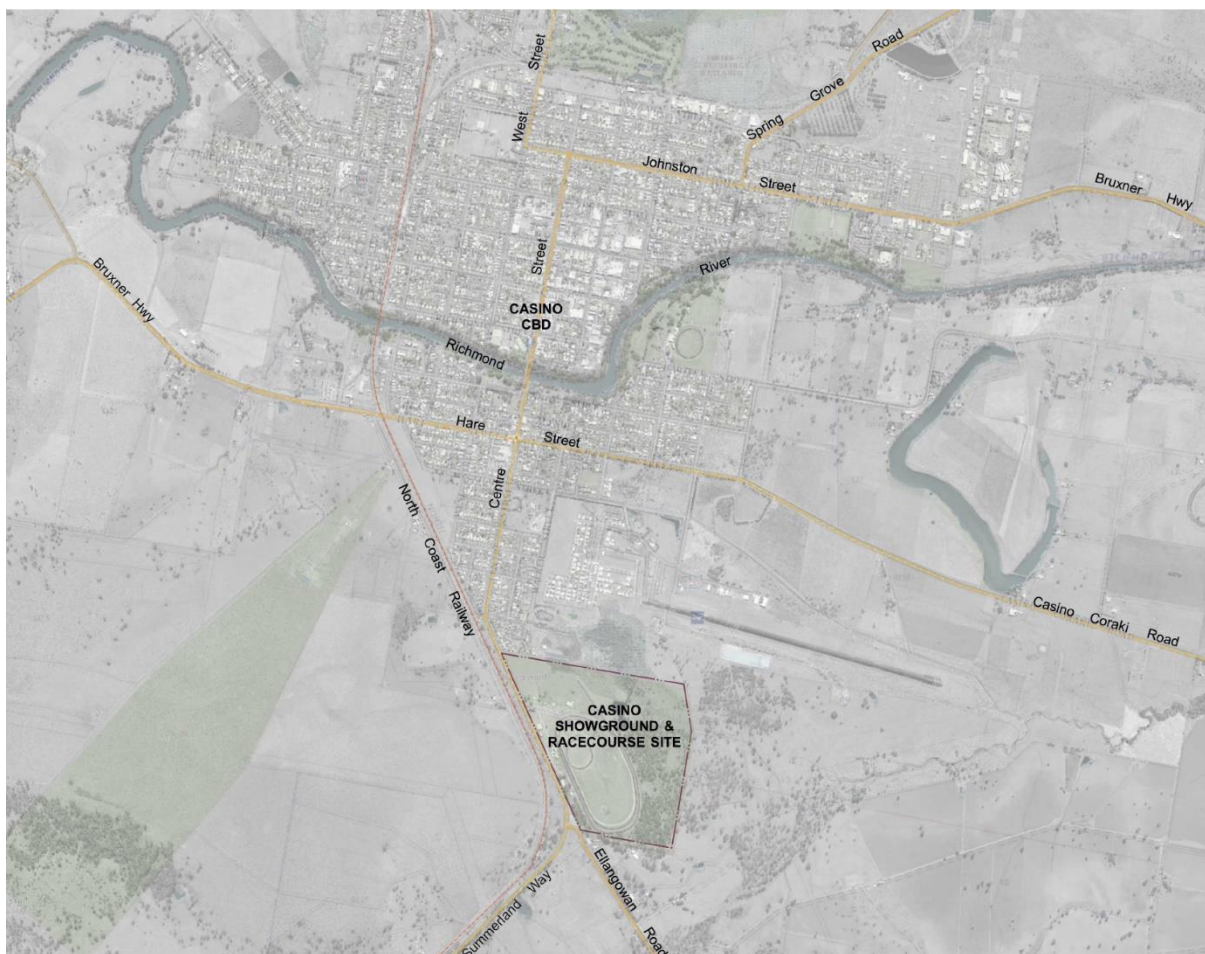 West Street
Spring Grove Road
Johnston Street
Bruxner Hwy
Bruxner Hwy
Centre Street
CASINO
CBD
Richmond River
Hare Street
North Coast Railway
Casino Coraki Road
CASINO
SHOWGROUND &
RACECOURSE SITE
Summerland Way
Ellangowan Road